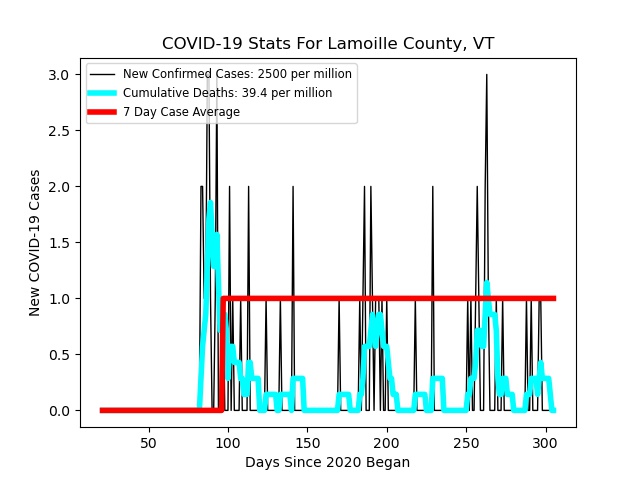 COVID-19 Stats For Lamoille County, VT
New Confirmed Cases: 2500 per million
Cumulative Deaths: 39.4 per million
7 Day Case Average
New COVID-19 Cases
3.0
2.5
2.0
1.5
1.0
0.5
0.0
50 100 150 200 250 300
Days Since 2020 Began